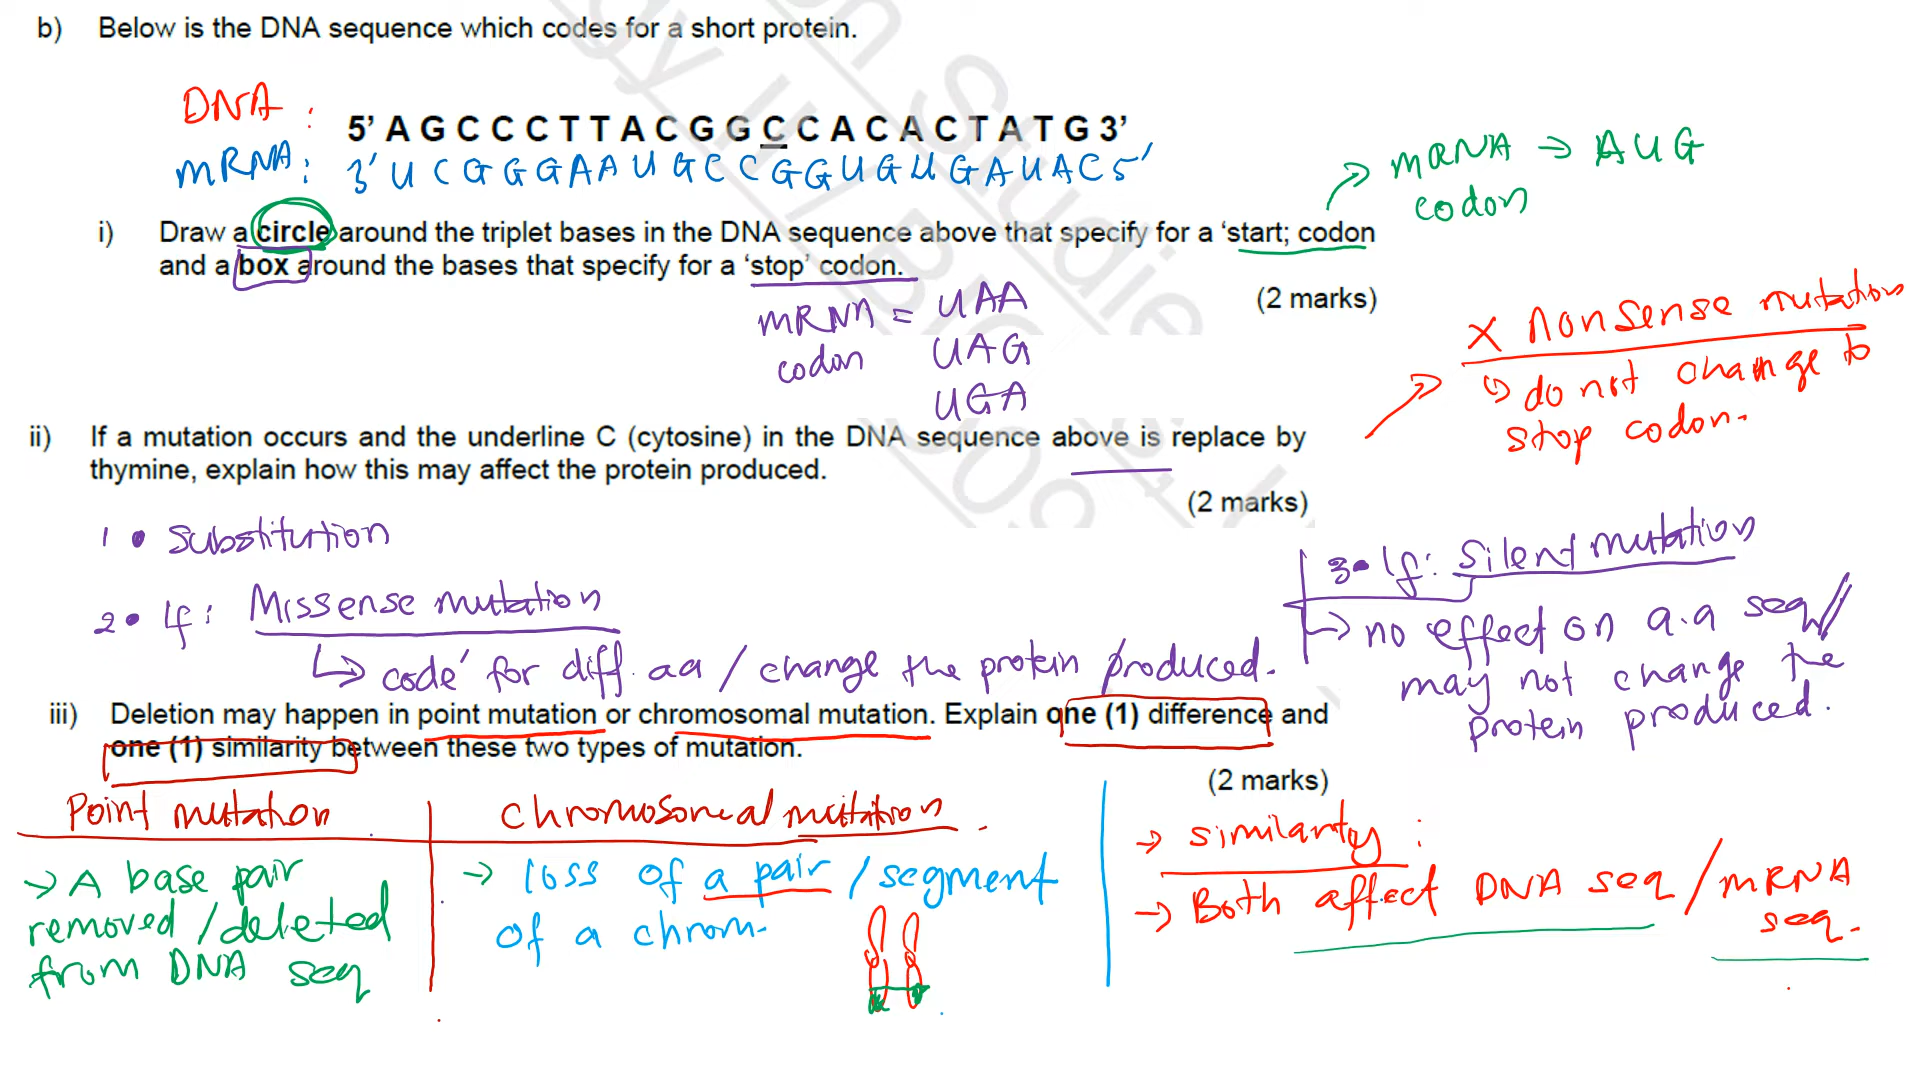 b) Below is the DNA sequence which codes for a short protein.
DNA :
5’ A G C C C T T A C G G C C A C A C T A T G 3’
mRNA : 3' U C G G G A A U G C C G G U G U G A U A C 5'
mRNA → AUG
codon
i) Draw a circle around the triplet bases in the DNA sequence above that specify for a ‘start; codon
and a box around the bases that specify for a ‘stop’ codon.
(2 marks)
mRNA = UAA
codon UAG
UGA
X nonsense mutation
do not change to
stop codon.
ii) If a mutation occurs and the underline C (cytosine) in the DNA sequence above is replace by
thymine, explain how this may affect the protein produced.
(2 marks)
1 • Substitution
2 • If : Missense mutation
↳ code for diff. aa / change the protein produced.
3 • If : Silent mutation
↳ no effect on a.a seq //
may not change the
protein produced.
iii) Deletion may happen in point mutation or chromosomal mutation. Explain one (1) difference and
one (1) similarity between these two types of mutation.
(2 marks)
Point mutation
→ A base pair
removed / deleted
from DNA seq
chromosomal mutation
→ loss of a pair / segment
of a chrom.
→ similarity :
→ Both affect DNA seq / mRNA
seq.